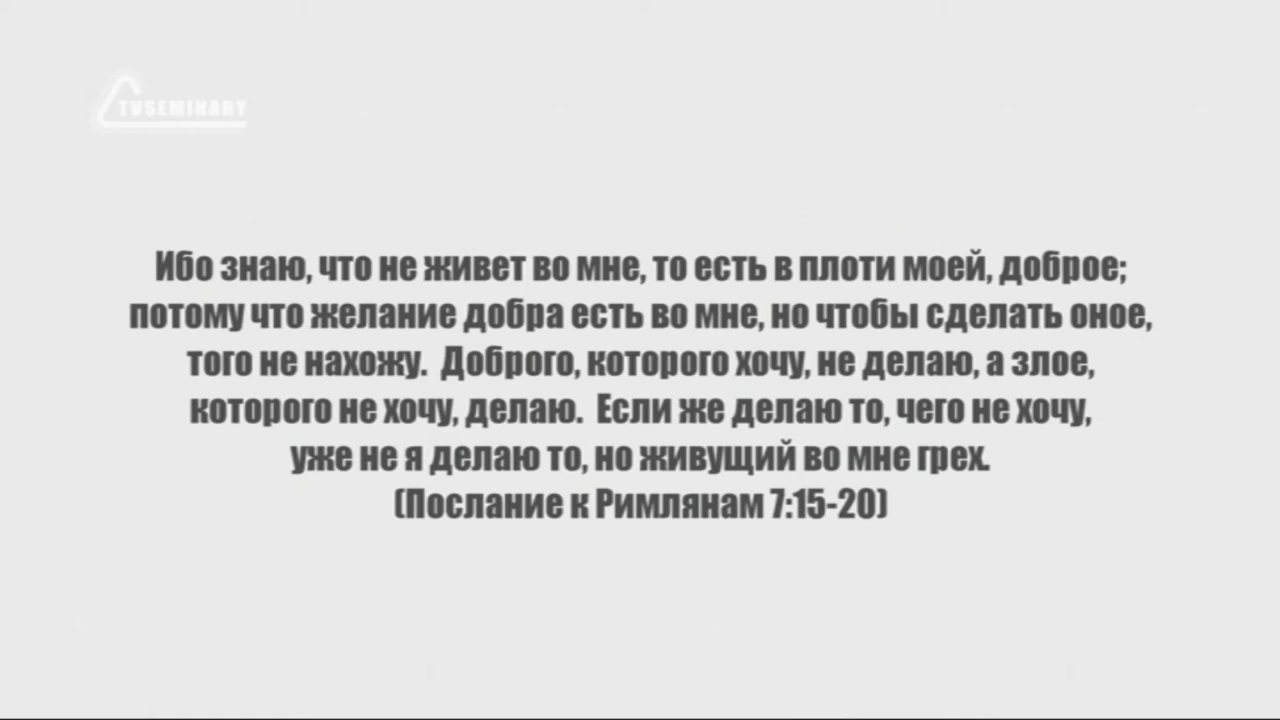 TVSEMINARY
Ибо знаю, что не живет во мне, то есть в плоти моей, доброе;
потому что желание добра есть во мне, но чтобы сделать оное,
того не нахожу.  Доброго, которого хочу, не делаю, а злое,
которого не хочу, делаю.  Если же делаю то, чего не хочу,
уже не я делаю то, но живущий во мне грех.
(Послание к Римлянам 7:15-20)